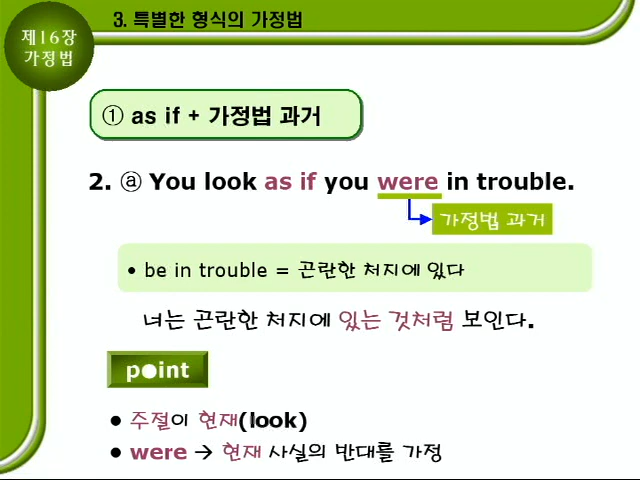 3. 특별한 형식의 가정법
제16장
가정법
① as if + 가정법 과거
2. ⓐ You look as if you were in trouble.
가정법 과거
• be in trouble = 곤란한 처지에 있다
너는 곤란한 처지에 있는 것처럼 보인다.
point
● 주절이 현재(look)
● were → 현재 사실의 반대를 가정